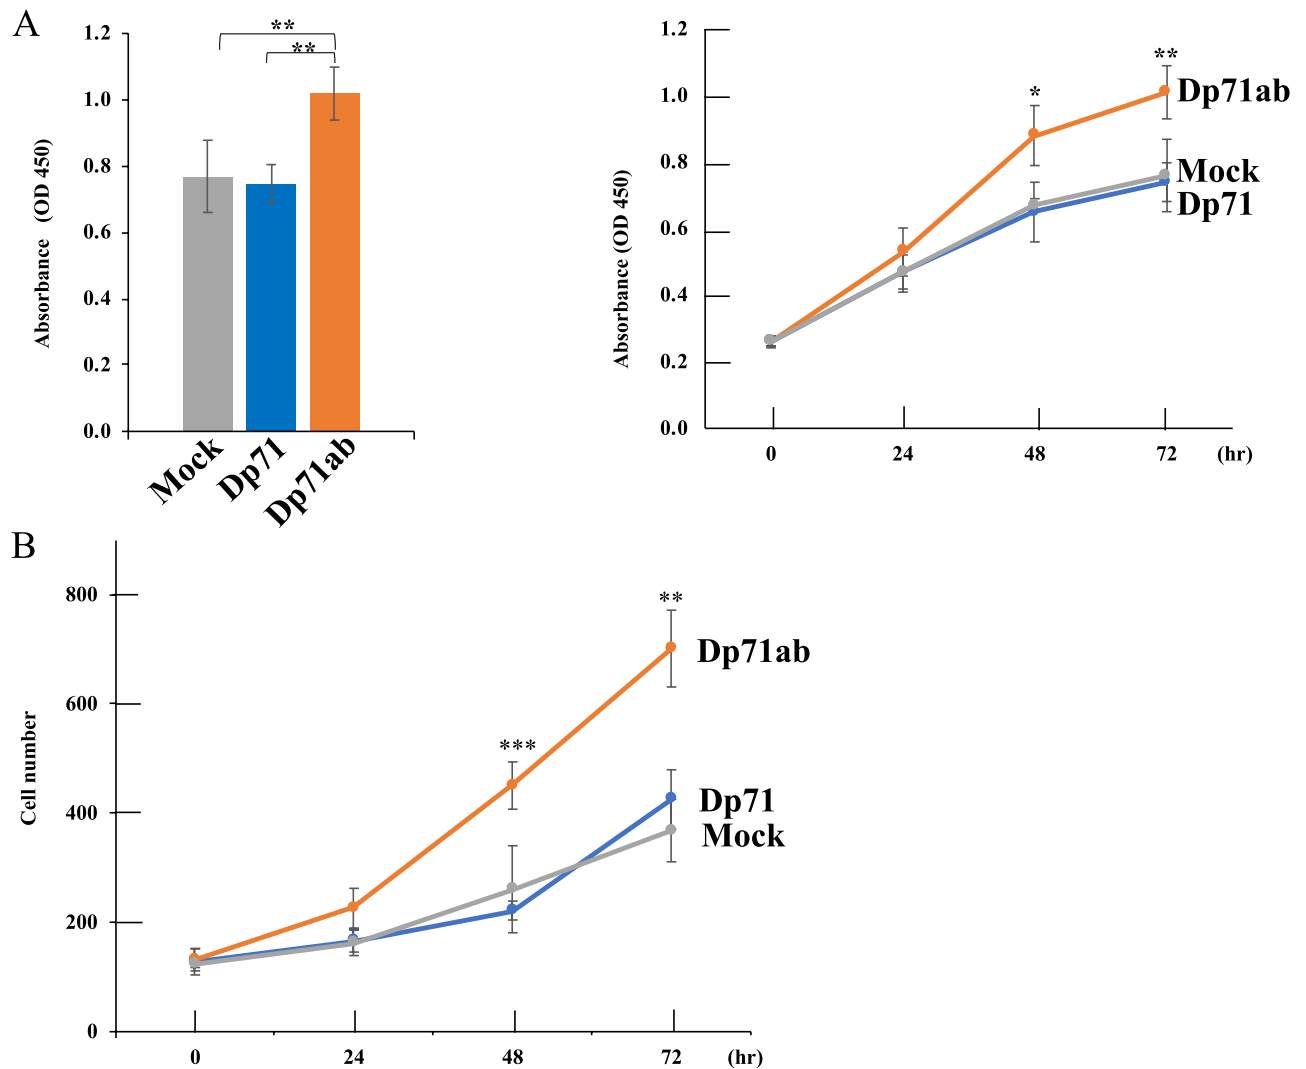 A
1.2
1.0
0.8
0.6
0.4
0.2
0.0
Absorbance (OD 450)
**
**
Mock
Dp71
Dp71ab
1.2
1.0
0.8
0.6
0.4
0.2
0.0
Absorbance (OD 450)
*
**
Dp71ab
Mock
Dp71
0 24 48 72 (hr)
B
800
600
400
200
0
Cell number
***
**
Dp71ab
Dp71
Mock
0 24 48 72 (hr)